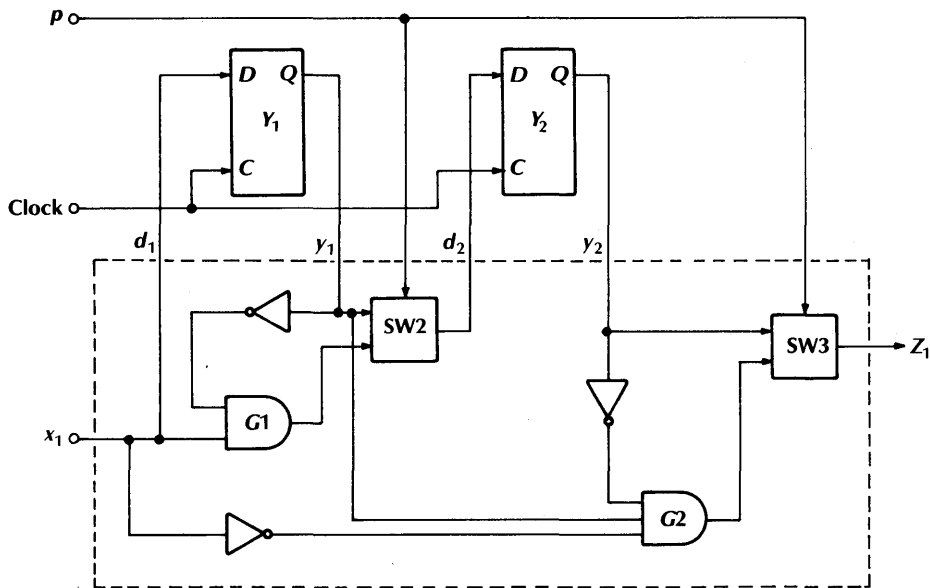 p
D Q
Y₁
C
D Q
Y₂
C
Clock
d₁
y₁
d₂
y₂
SW2
SW3
Z₁
G1
x₁
G2